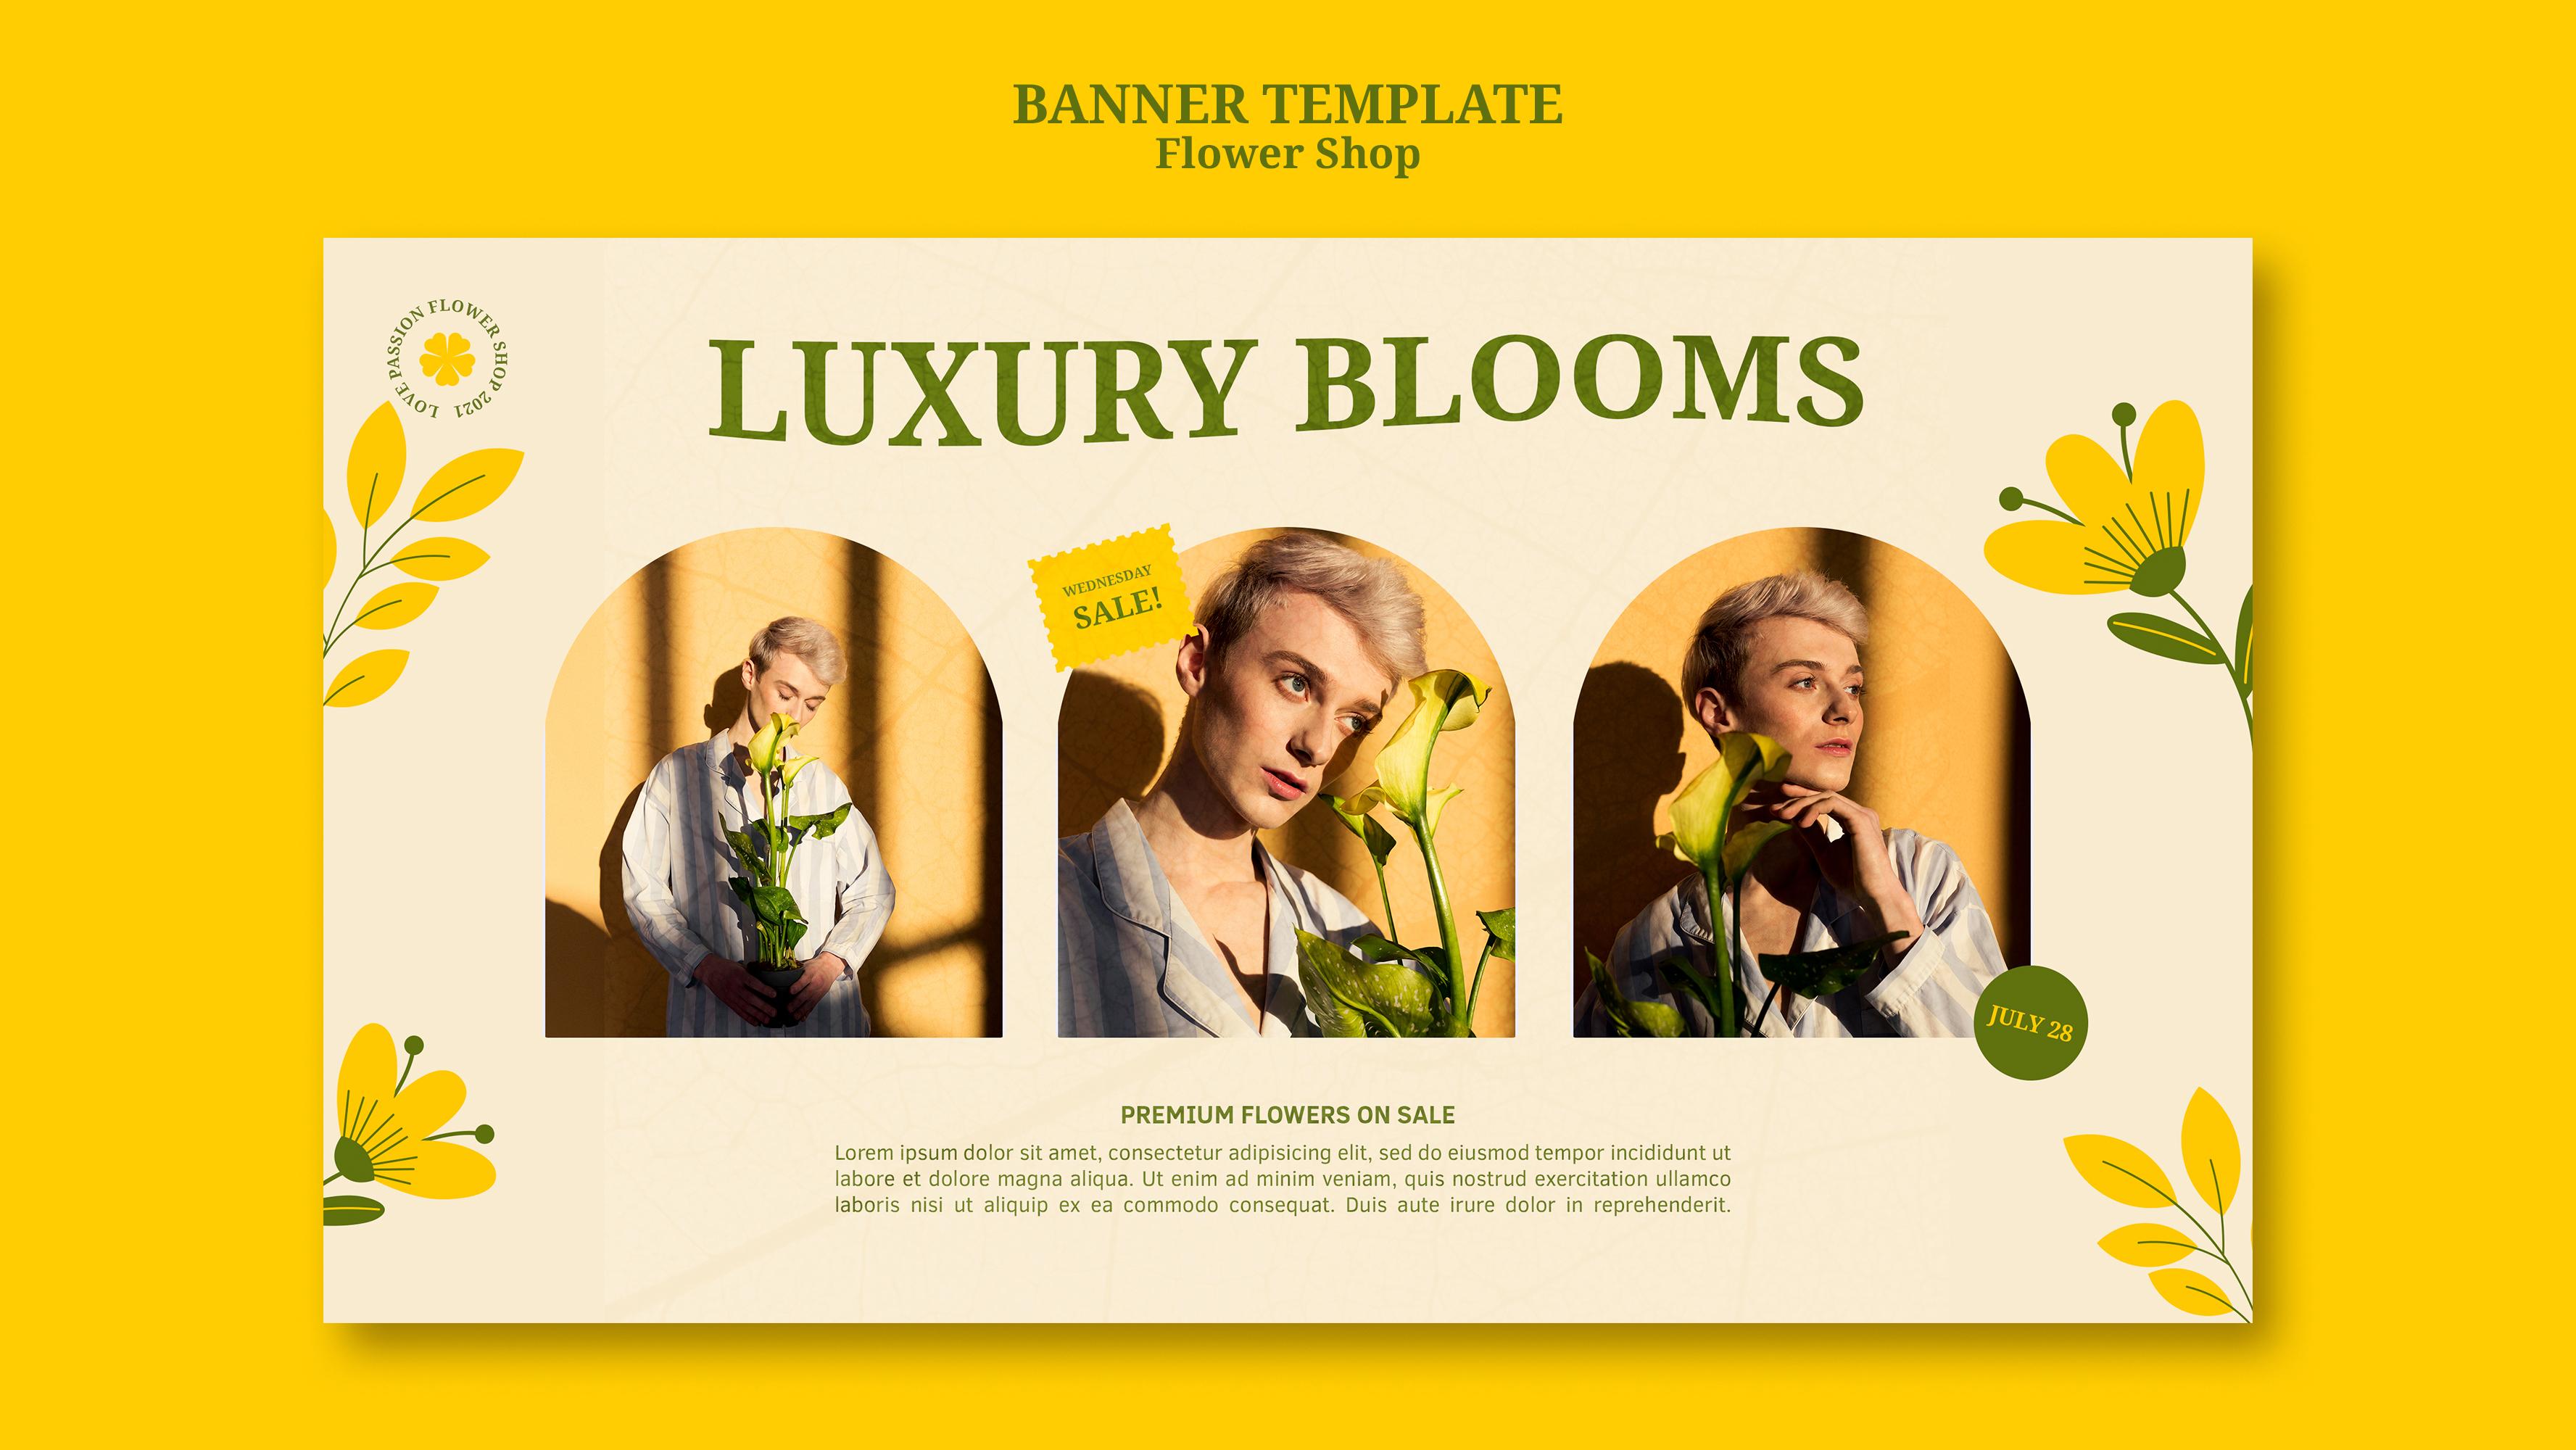 BANNER TEMPLATE
Flower Shop
LOVE PASSION FLOWER SHOP 2021
LUXURY BLOOMS
WEDNESDAY
SALE!
JULY 28
PREMIUM FLOWERS ON SALE
Lorem ipsum dolor sit amet, consectetur adipisicing elit, sed do eiusmod tempor incididunt ut
labore et dolore magna aliqua. Ut enim ad minim veniam, quis nostrud exercitation ullamco
laboris nisi ut aliquip ex ea commodo consequat. Duis aute irure dolor in reprehenderit.